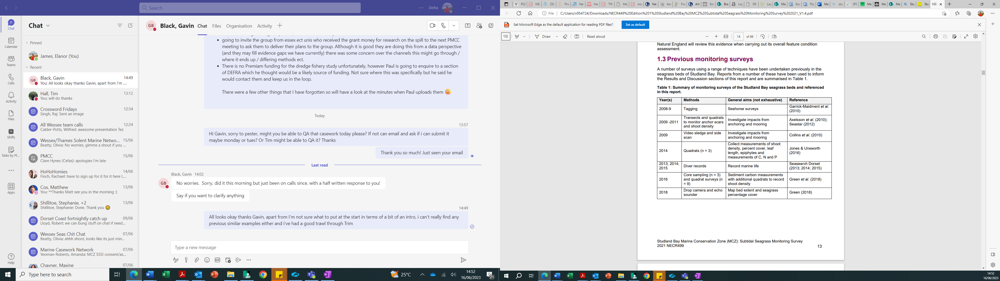 Search
Defra
Chat
Calendar
Teams
Calls
Activity
Files
Shifts
Tasks by Pl...
Apps
Help
Chat
Pinned
James, Elanor (You)
Recent
Black, Gavin 14:49
You: All looks okay thanks Gavin, apart from I'm ...
Hall, Tim 13:12
You: will do thanks
Crossword Fridays 12:34
Singh, Raj: Sent an image
All Wessex team calls 12:24
Calder-Potts, Wilfred: awesome presentation Tez
Wessex/Thames Solent Marine Netwo... 15/06
Beatty, Olivia: No worries, gimme a shout if you ...
PMCC 15/06
Clare Hynes (Cefas): apologies I'm late
HoHoHomies 14/06
Finch, Rachael: have to sign up for it for it here L...
Cox, Matthew 13/06
You: **Thanks Matt see you in the morning :)
Shillitoe, Stephanie, +2 13/06
Shillitoe, Stephanie: Done. Thank you
Dorset Coast fortnightly catch up 09/06
Lloyd, Robert: we can bung stuff on chat if need...
Wessex Seas Chit Chat 07/06
Beatty, Olivia: ahhh shoot, looks like its just min...
Marine Casework Network 07/06
Yeoman-Roberts, Amanda: MCZ SSSI consent/as...
Chavner, Maxine 07/06
GB Black, Gavin Chat Files Organisation Activity
• going to invite the group from essex ect unis who received the grant money for research on the spill to the next PMCC
meeting to ask them to deliver their plans to the group. Although it is good they are doing this from a data perspective
(and they may fill evidence gaps we have currently) there was some concern over the channels this might go through /
where it ends up / differing methods ect.
• There is no Premiam funding for the dredge fishery study unfortunately, however Paul is going to enquire to a section
of DEFRA which he thought would be a likely source of funding. Not sure where this was specifically but he said he
would contact them and keep us in the loop.
There were a few other things that I have forgotten so will have a look at the minutes when Paul uploads them
Today
13:57
Hi Gavin, sorry to pester, might you be able to QA that casework today please? If not can email and ask if i can submit it
maybe monday or tues? Or Tim might be able to QA it? Thanks
Thank you so much! Just seen your email
Last read
Black, Gavin 14:02
GB
No worries. Sorry, did it this morning but just been on calls since, with a half written response to you!
Say if you want to clarify anything
14:49
All looks okay thanks Gavin, apart from I'm not sure what to put at the start in terms of a bit of an intro, i can't really find any
previous similar examples either and i've had a good trawl through Trim
Type a new message
GIF
Type here to search
25°C
14:52
16/06/2023
21
File C:/Users/x954724/Downloads/NECR449%20Edition%201%20Studland%20Bay%20MCZ%20Subtidal%20Seagrass%20Monitoring%20Survey%202021_V1.4.pdf
Set Microsoft Edge as the default application for reading PDF files? Set as default
Draw Read aloud 14 of 86
Natural England will review this evidence when carrying out its overall feature condition
assessment.
1.3 Previous monitoring surveys
A number of surveys using a range of techniques have been undertaken previously in the
seagrass beds of Studland Bay. Reports from a number of these have been used to inform
the Results and Discussion sections of this report and are summarised in Table 1.
Table 1: Summary of monitoring surveys of the Studland Bay seagrass beds and referenced
in this report.
Year(s) Methods General aims (not exhaustive) Reference
2008-9 Tagging Seahorse surveys Garrick-Maidment et al. (2010)
2009 -2011 Transects and quadrats to monitor anchor scars and shoot density Investigate impacts from anchoring and mooring Axelsson et al. (2010); Seastar (2012)
2009 Video sledge and side scan Investigate impacts from anchoring and mooring Collins et al. (2010)
2014 Quadrats (n = 3) Collect measurements of shoot density, percent cover, leaf length, epiphytes and measurements of C, N and P Jones & Unsworth (2016)
2013; 2014; 2015 Diver records Record marine life Seasearch Dorset (2013; 2014; 2015)
2016 Core sampling (n = 3) and quadrat surveys (n = 9) Sediment carbon measurements with additional quadrats to record shoot density Green et al. (2018)
2018 Drop camera and echo sounder Map bed extent and seagrass percentage cover Green (2018)
Studland Bay Marine Conservation Zone (MCZ): Subtidal Seagrass Monitoring Survey
2021 NECR499
13
14:52
16/06/2023